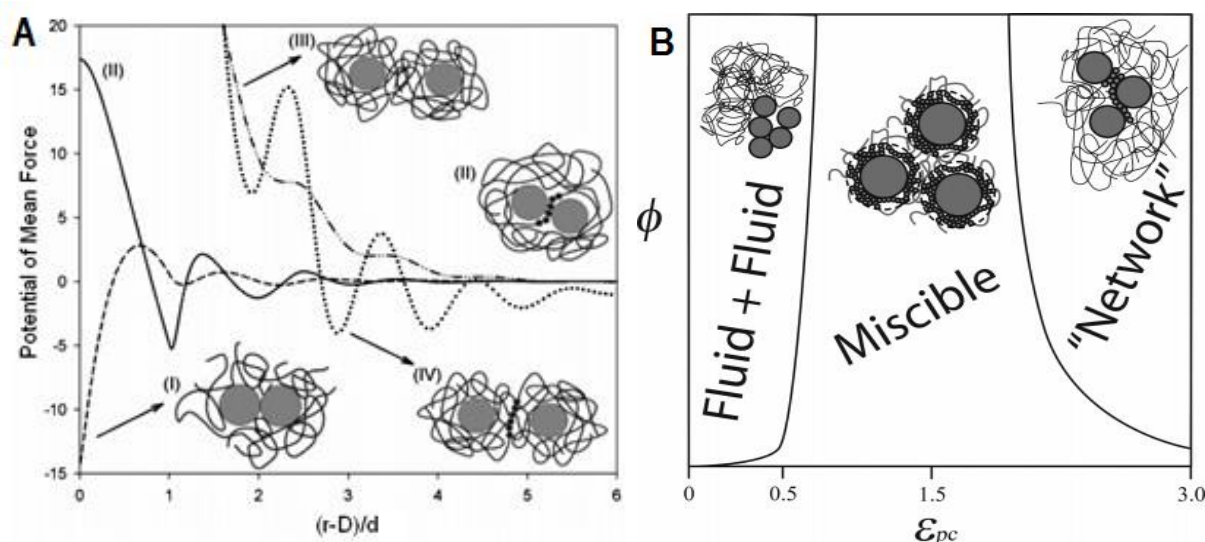 A
Potential of Mean Force
20
15
10
5
0
-5
-10
-15
0
1
2
3
4
5
6
(r-D)/d
(II)
(III)
(II)
(I)
(IV)
B
ϕ
Fluid + Fluid
Miscible
"Network"
0
0.5
1.5
3.0
εpc